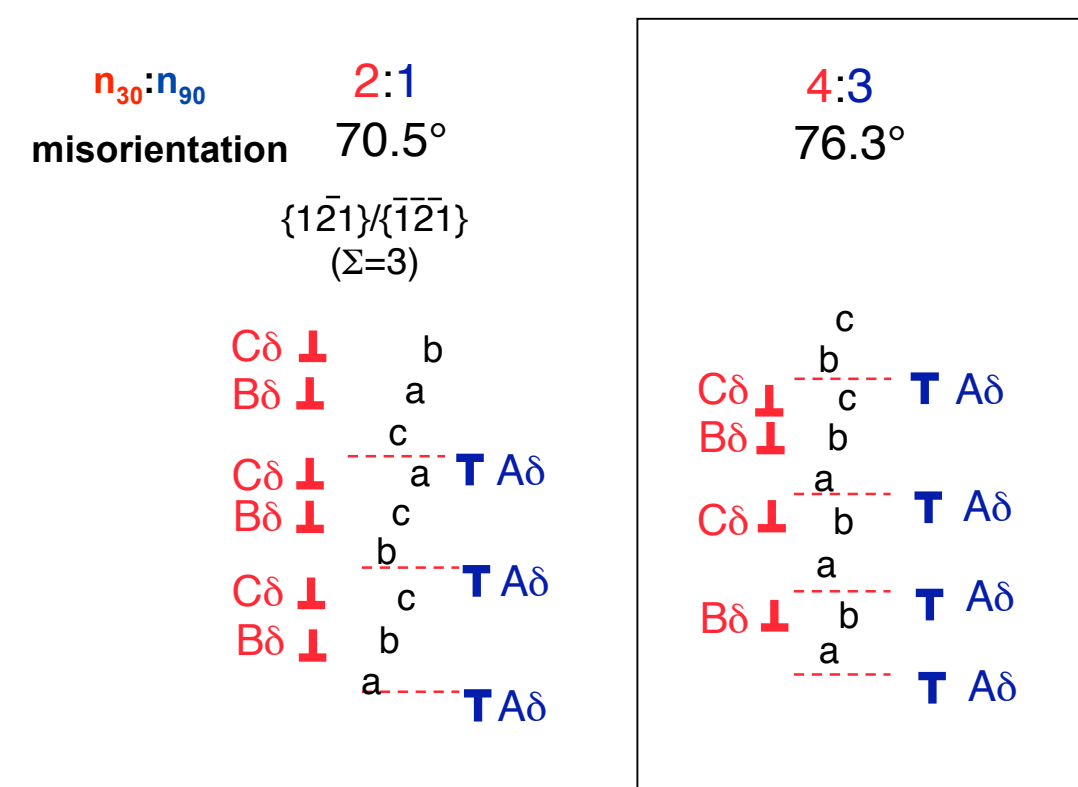 n₃₀:n₉₀ 2:1 4:3
misorientation 70.5° 76.3°
{12̄1}/{1̄2̄1̄}
(Σ=3)
c
Cδ ⊥ b
b
Cδ ⊥ c T Aδ
Bδ ⊥ a
Bδ ⊥ b
c
Cδ ⊥ a T Aδ
a
Bδ ⊥ c
Cδ ⊥ b T Aδ
b
T Aδ
a
Cδ ⊥ c
Bδ ⊥ b T Aδ
Bδ ⊥ b
a
a T Aδ
T Aδ